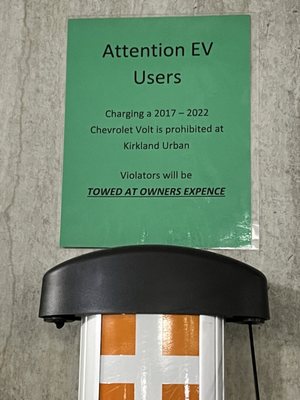 Attention EV
Users
Charging a 2017 – 2022
Chevrolet Volt is prohibited at
Kirkland Urban
Violators will be
TOWED AT OWNERS EXPENCE